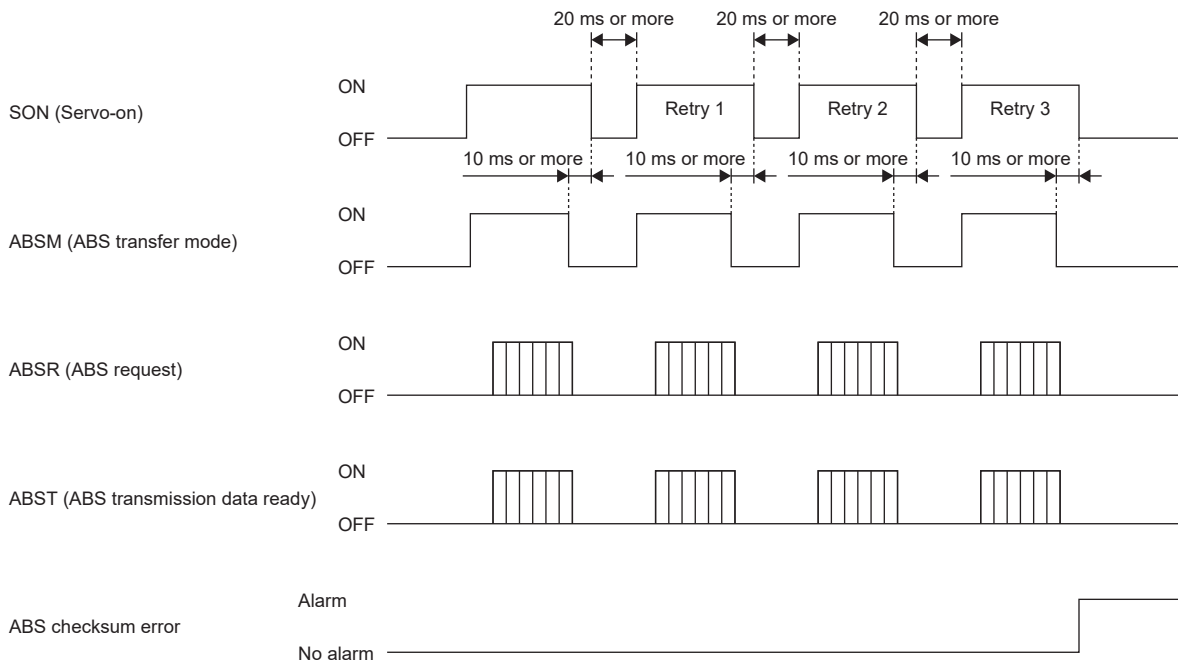 20 ms or more 20 ms or more 20 ms or more
ON
SON (Servo-on)
Retry 1 Retry 2 Retry 3
OFF
10 ms or more 10 ms or more 10 ms or more 10 ms or more
ON
ABSM (ABS transfer mode)
OFF
ON
ABSR (ABS request)
OFF
ON
ABST (ABS transmission data ready)
OFF
Alarm
ABS checksum error
No alarm